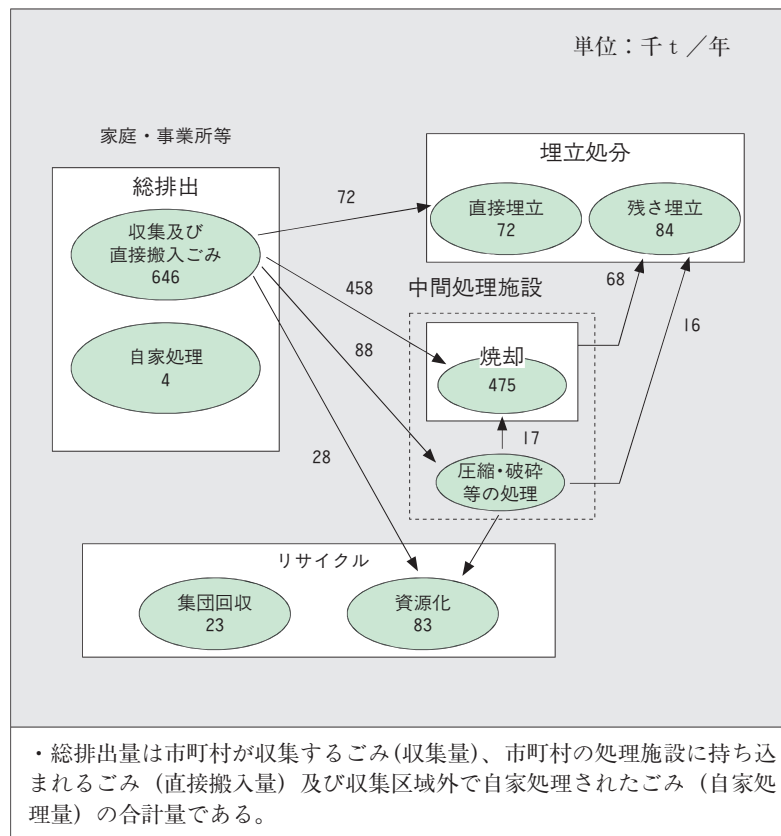 単位：千ｔ／年
家庭・事業所等
総排出
収集及び
直接搬入ごみ
646
自家処理
4
72
458
88
28
埋立処分
直接埋立
72
残さ埋立
84
中間処理施設
68
16
焼却
475
17
圧縮・破砕
等の処理
リサイクル
集団回収
23
資源化
83
・総排出量は市町村が収集するごみ(収集量)、市町村の処理施設に持ち込
まれるごみ（直接搬入量）及び収集区域外で自家処理されたごみ（自家処
理量）の合計量である。